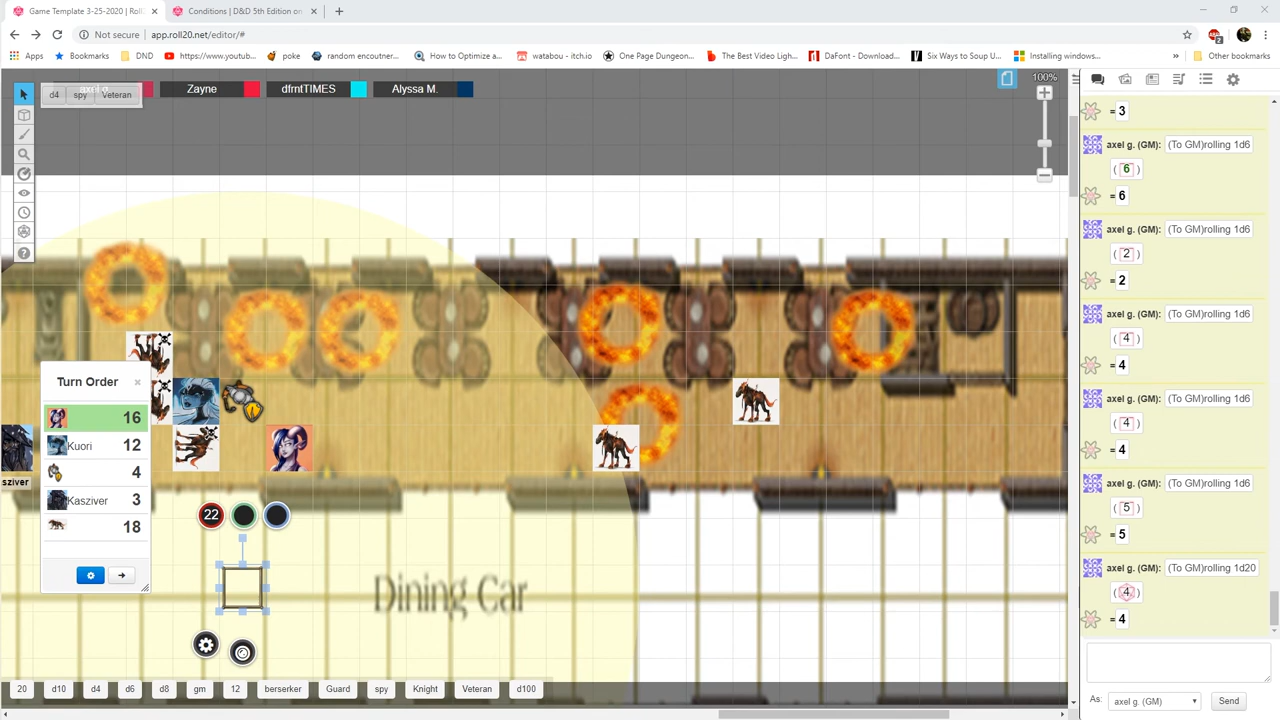 Game Template 3-25-2020 | Roll2
Conditions | D&D 5th Edition on
Not secure | app.roll20.net/editor/#
Apps
Bookmarks
DND
https://www.youtub...
poke
random encoutner...
How to Optimize a...
watabou - itch.io
One Page Dungeon...
The Best Video Ligh...
DaFont - Download...
Six Ways to Soup U...
Installing windows...
»
Other bookmarks
Zayne
dfrntTIMES
Alyssa M.
d4
spy
Veteran
100%
= 3
axel g. (GM): (To GM)rolling 1d6
( 6 )
= 6
axel g. (GM): (To GM)rolling 1d6
( 2 )
= 2
axel g. (GM): (To GM)rolling 1d6
( 4 )
= 4
axel g. (GM): (To GM)rolling 1d6
( 4 )
= 4
axel g. (GM): (To GM)rolling 1d6
( 5 )
= 5
axel g. (GM): (To GM)rolling 1d20
( 4 )
= 4
As: axel g. (GM)
Send
Turn Order ×
16
Kuori 12
4
Kasziver 3
18
sziver
22
Dining Car
20
d10
d4
d6
d8
gm
12
berserker
Guard
spy
Knight
Veteran
d100